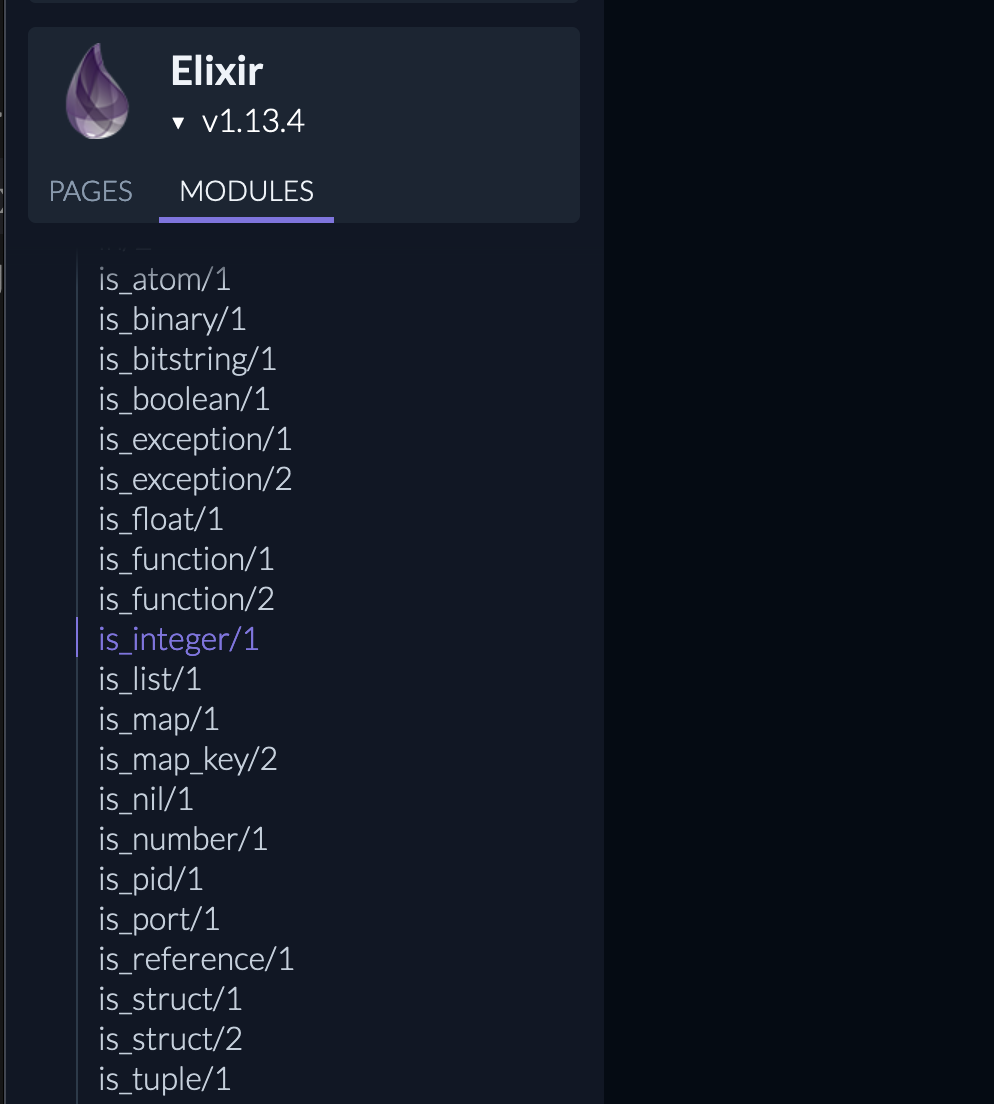 Elixir
v1.13.4
PAGES MODULES
is_atom/1
is_binary/1
is_bitstring/1
is_boolean/1
is_exception/1
is_exception/2
is_float/1
is_function/1
is_function/2
is_integer/1
is_list/1
is_map/1
is_map_key/2
is_nil/1
is_number/1
is_pid/1
is_port/1
is_reference/1
is_struct/1
is_struct/2
is_tuple/1